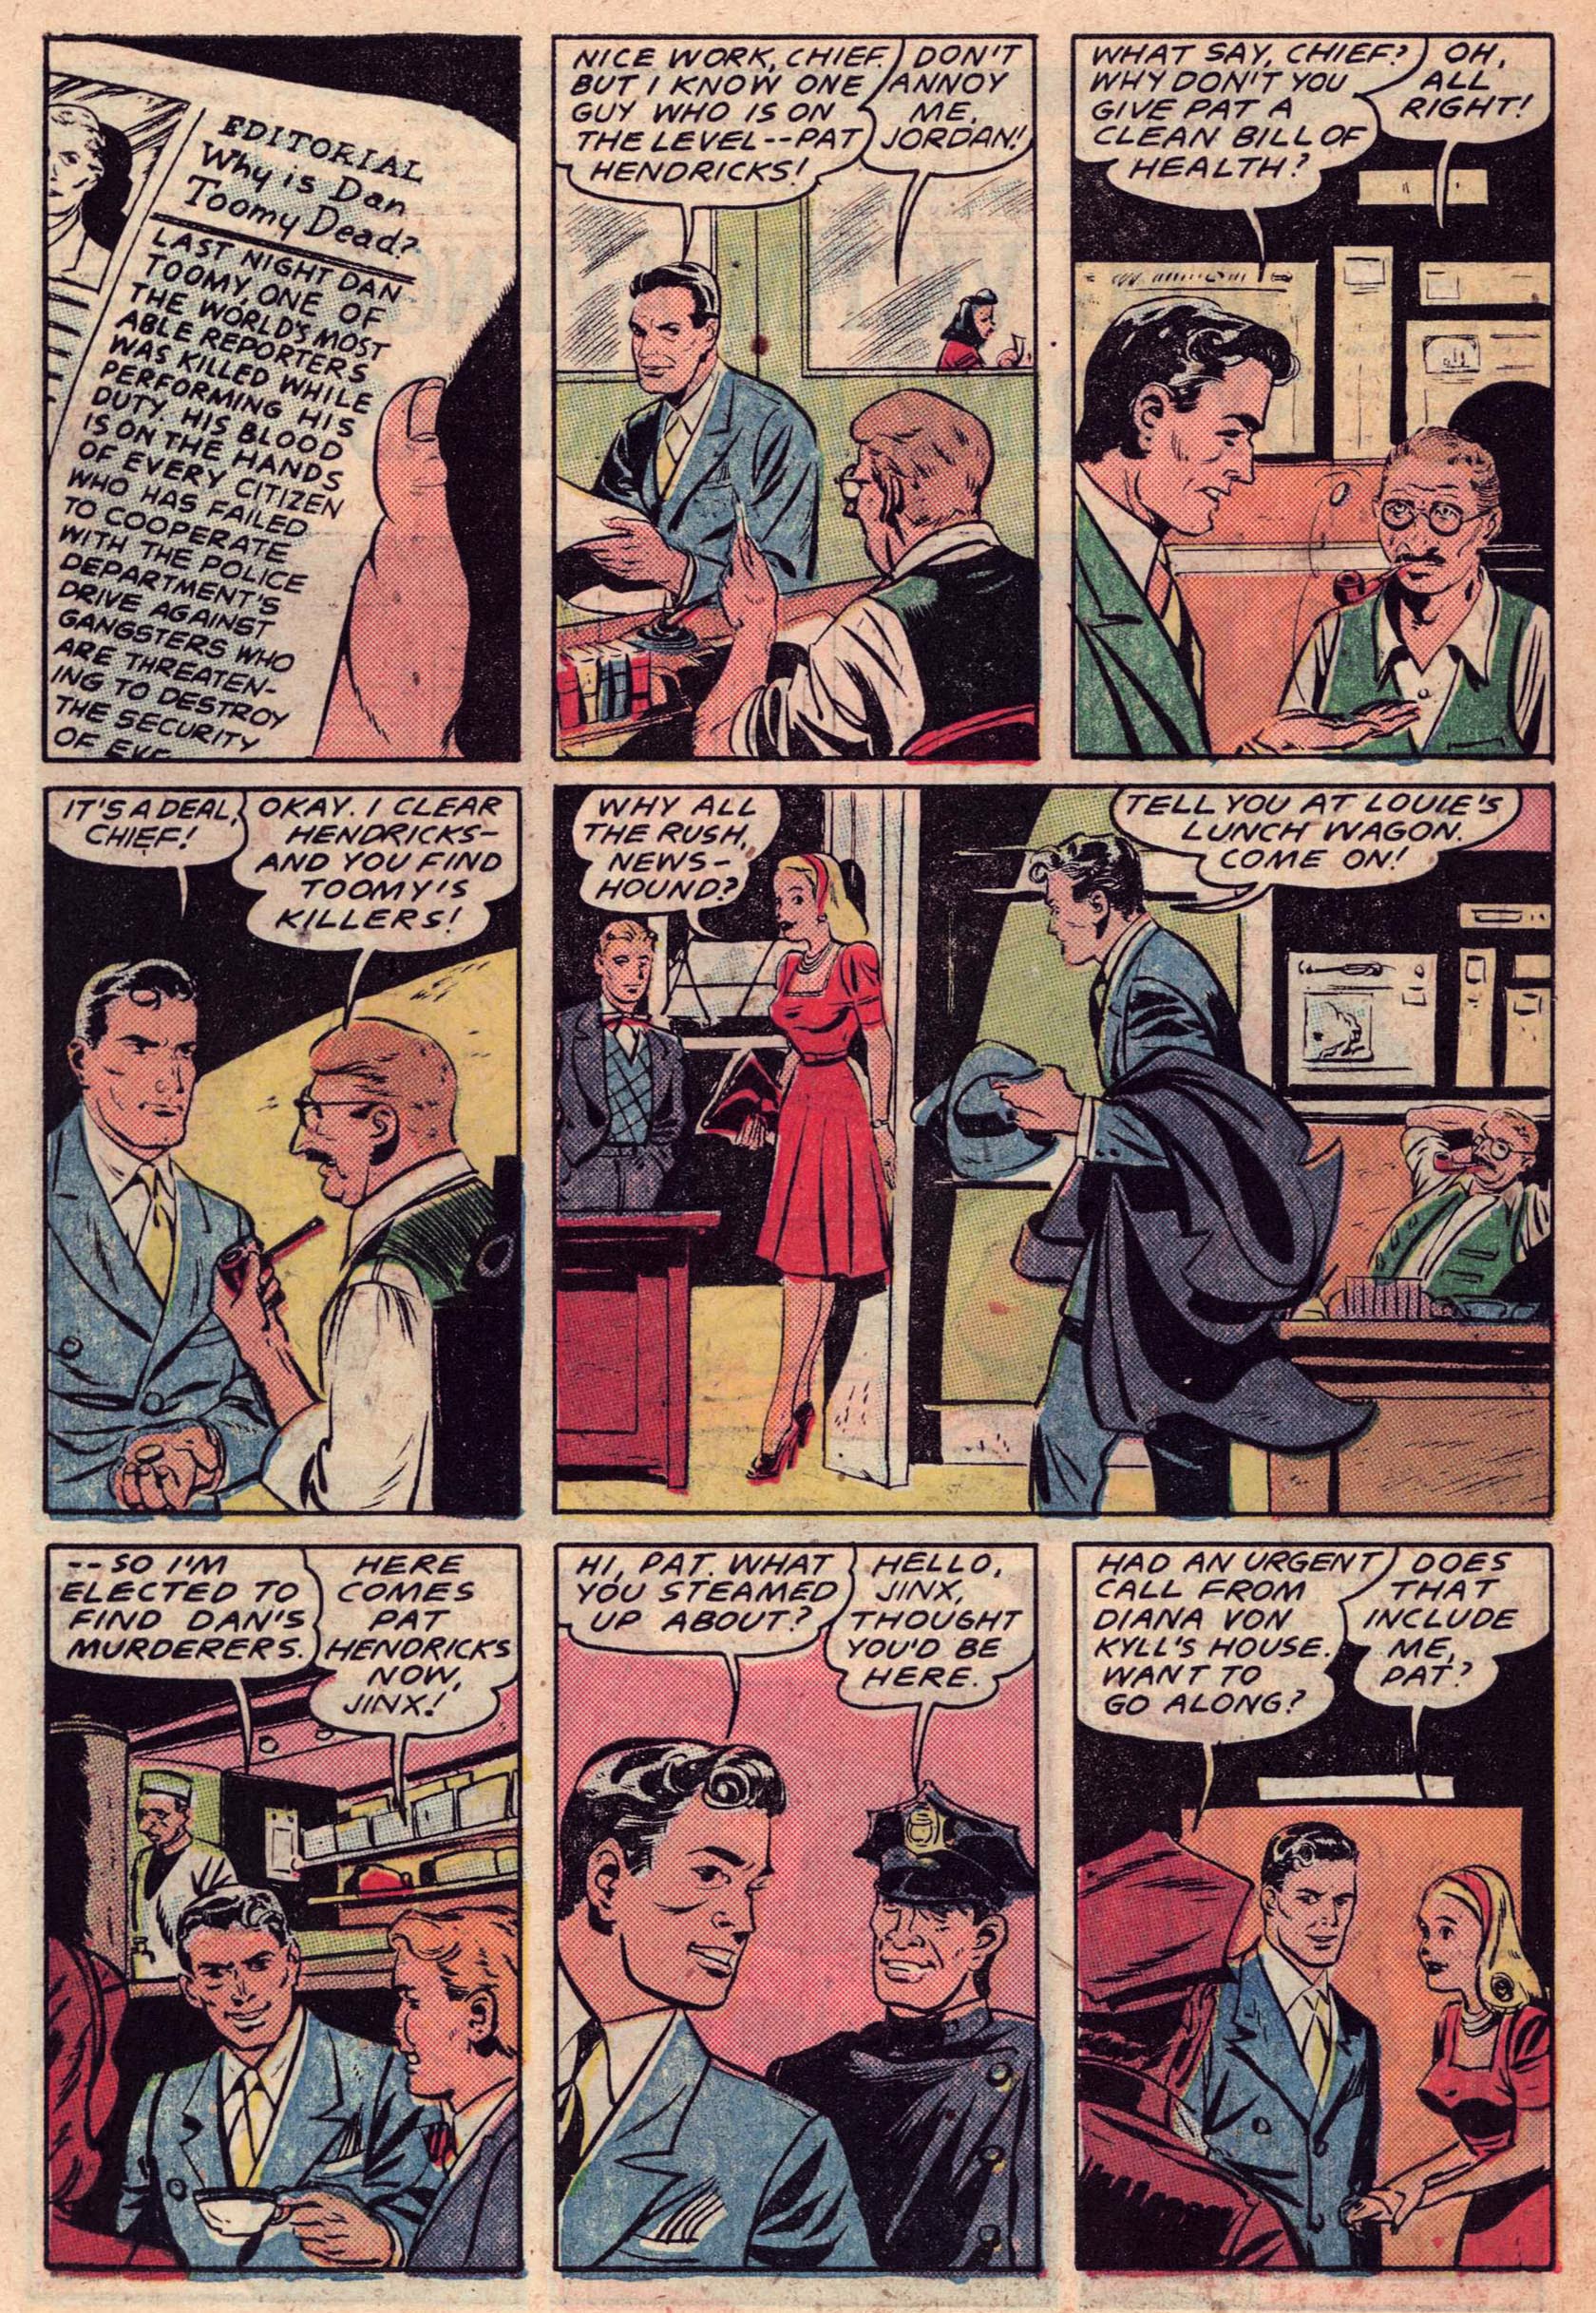 EDITORIAL
Why is Dan
Toomy Dead?
LAST NIGHT DAN
TOOMY, ONE OF
THE WORLD'S MOST
ABLE REPORTERS
WAS KILLED WHILE
PERFORMING HIS
DUTY. HIS BLOOD
IS ON THE HANDS
OF EVERY CITIZEN
WHO HAS FAILED
TO COOPERATE
WITH THE POLICE
DEPARTMENT'S
DRIVE AGAINST
GANGSTERS WHO
ARE THREATEN-
ING TO DESTROY
THE SECURITY
OF EVE
NICE WORK, CHIEF.
BUT I KNOW ONE
GUY WHO IS ON
THE LEVEL--PAT
HENDRICKS!
DON'T
ANNOY
ME,
JORDAN!
WHAT SAY, CHIEF?
WHY DON'T YOU
GIVE PAT A
CLEAN BILL OF
HEALTH?
OH,
ALL
RIGHT!
IT'S A DEAL,
CHIEF!
OKAY. I CLEAR
HENDRICKS-
AND YOU FIND
TOOMY'S
KILLERS!
WHY ALL
THE RUSH,
NEWS-
HOUND?
TELL YOU AT LOUIE'S
LUNCH WAGON.
COME ON!
--SO I'M
ELECTED TO
FIND DAN'S
MURDERERS.
HERE
COMES
PAT
HENDRICKS
NOW,
JINX!
HI, PAT. WHAT
YOU STEAMED
UP ABOUT?
HELLO,
JINX,
THOUGHT
YOU'D BE
HERE.
HAD AN URGENT
CALL FROM
DIANA VON
KYLL'S HOUSE.
WANT TO
GO ALONG?
DOES
THAT
INCLUDE
ME,
PAT?